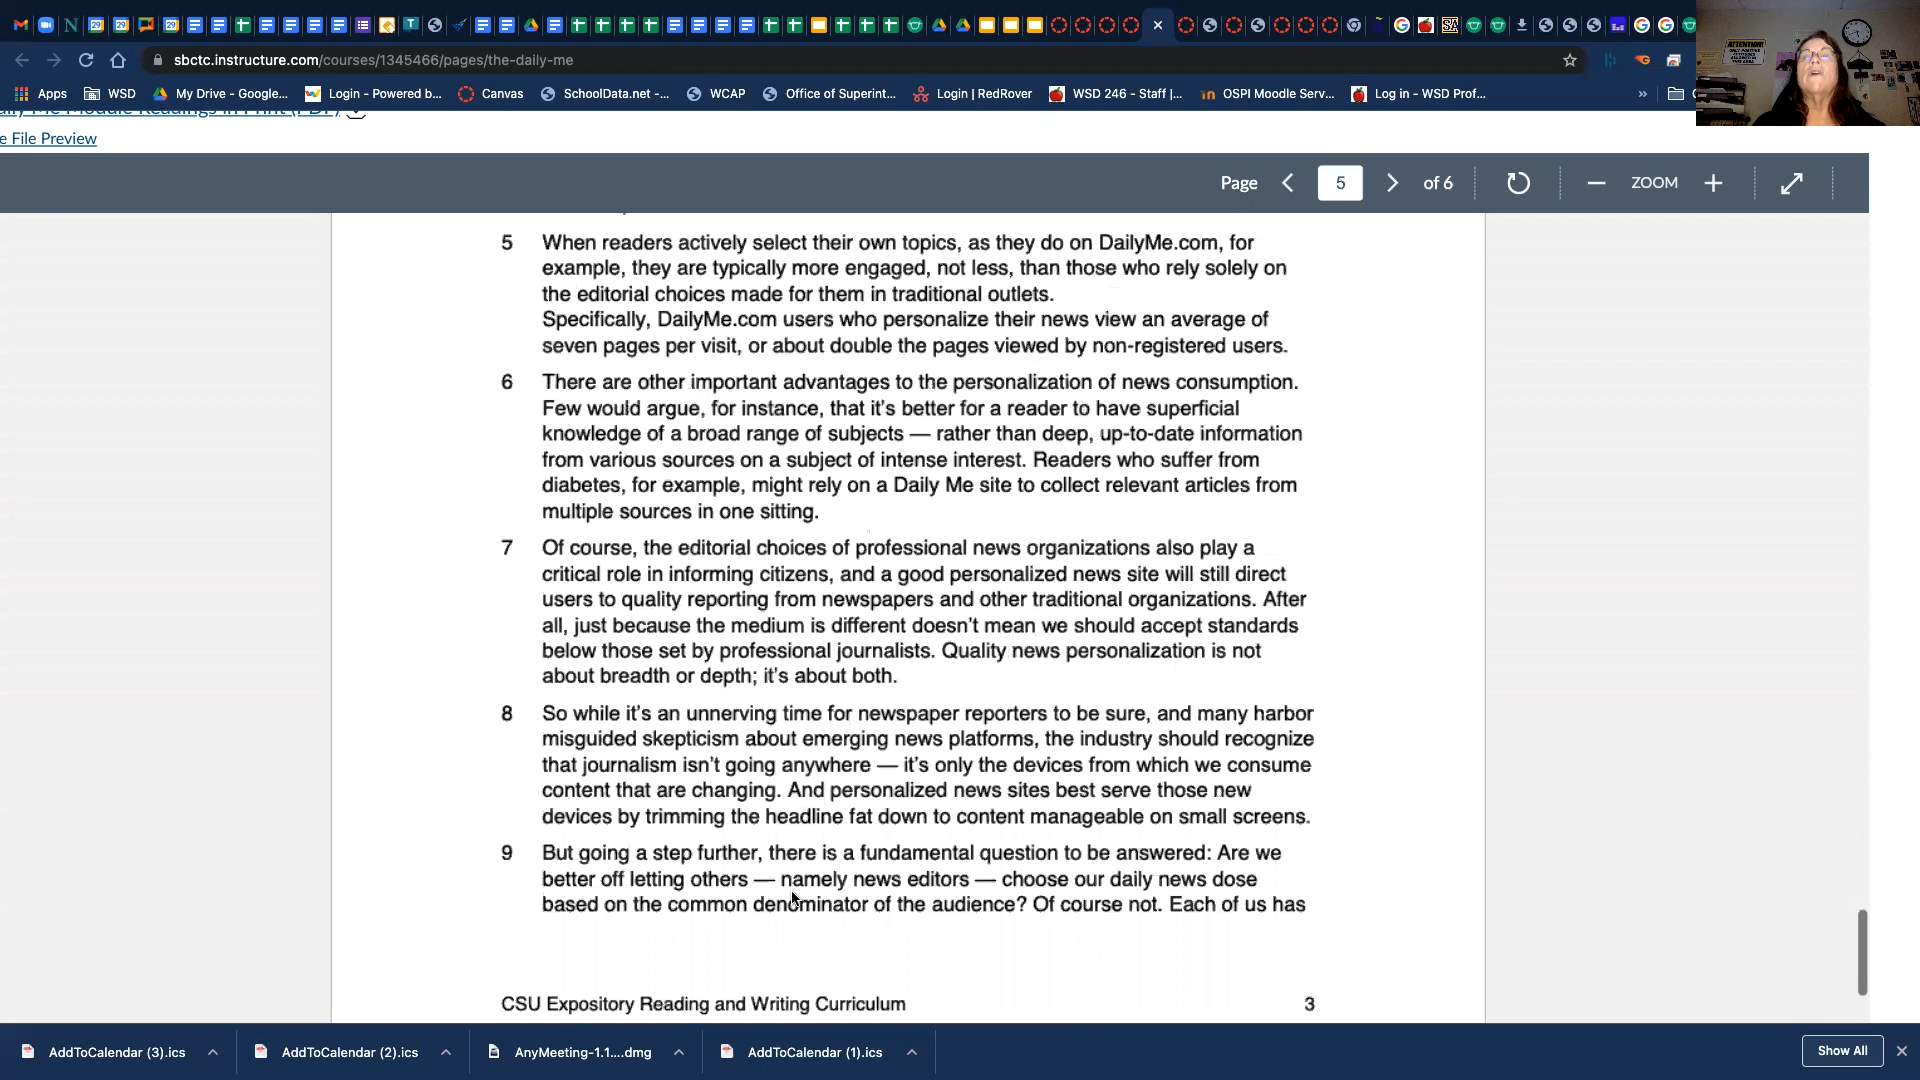 sbctc.instructure.com/courses/1345466/pages/the-daily-me
Apps WSD My Drive - Google... Login - Powered b... Canvas SchoolData.net -... WCAP Office of Superint... Login | RedRover WSD 246 - Staff |... OSPI Moodle Serv... Log in - WSD Prof... »
ATTENTION!
Me Module Readings in Print (PDF)
e File Preview
Page 5 of 6 ZOOM
5 When readers actively select their own topics, as they do on DailyMe.com, for
example, they are typically more engaged, not less, than those who rely solely on
the editorial choices made for them in traditional outlets.
Specifically, DailyMe.com users who personalize their news view an average of
seven pages per visit, or about double the pages viewed by non-registered users.
6 There are other important advantages to the personalization of news consumption.
Few would argue, for instance, that it's better for a reader to have superficial
knowledge of a broad range of subjects — rather than deep, up-to-date information
from various sources on a subject of intense interest. Readers who suffer from
diabetes, for example, might rely on a Daily Me site to collect relevant articles from
multiple sources in one sitting.
7 Of course, the editorial choices of professional news organizations also play a
critical role in informing citizens, and a good personalized news site will still direct
users to quality reporting from newspapers and other traditional organizations. After
all, just because the medium is different doesn't mean we should accept standards
below those set by professional journalists. Quality news personalization is not
about breadth or depth; it's about both.
8 So while it's an unnerving time for newspaper reporters to be sure, and many harbor
misguided skepticism about emerging news platforms, the industry should recognize
that journalism isn't going anywhere — it's only the devices from which we consume
content that are changing. And personalized news sites best serve those new
devices by trimming the headline fat down to content manageable on small screens.
9 But going a step further, there is a fundamental question to be answered: Are we
better off letting others — namely news editors — choose our daily news dose
based on the common denominator of the audience? Of course not. Each of us has
CSU Expository Reading and Writing Curriculum 3
AddToCalendar (3).ics AddToCalendar (2).ics AnyMeeting-1.1....dmg AddToCalendar (1).ics Show All